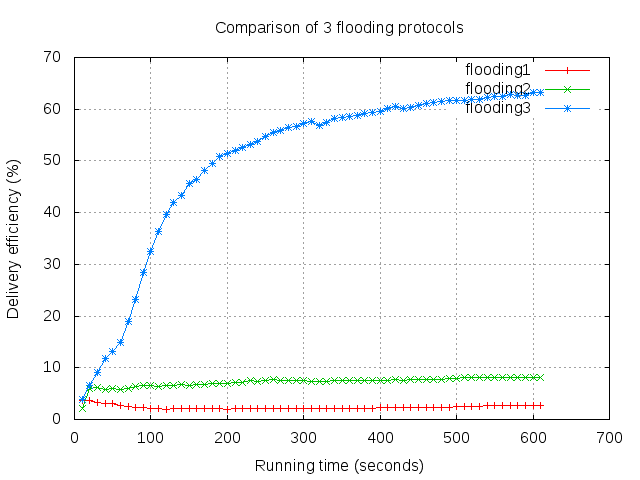 Comparison of 3 flooding protocols
flooding1
flooding2
flooding3
Delivery efficiency (%)
70
60
50
40
30
20
10
0
0 100 200 300 400 500 600 700
Running time (seconds)